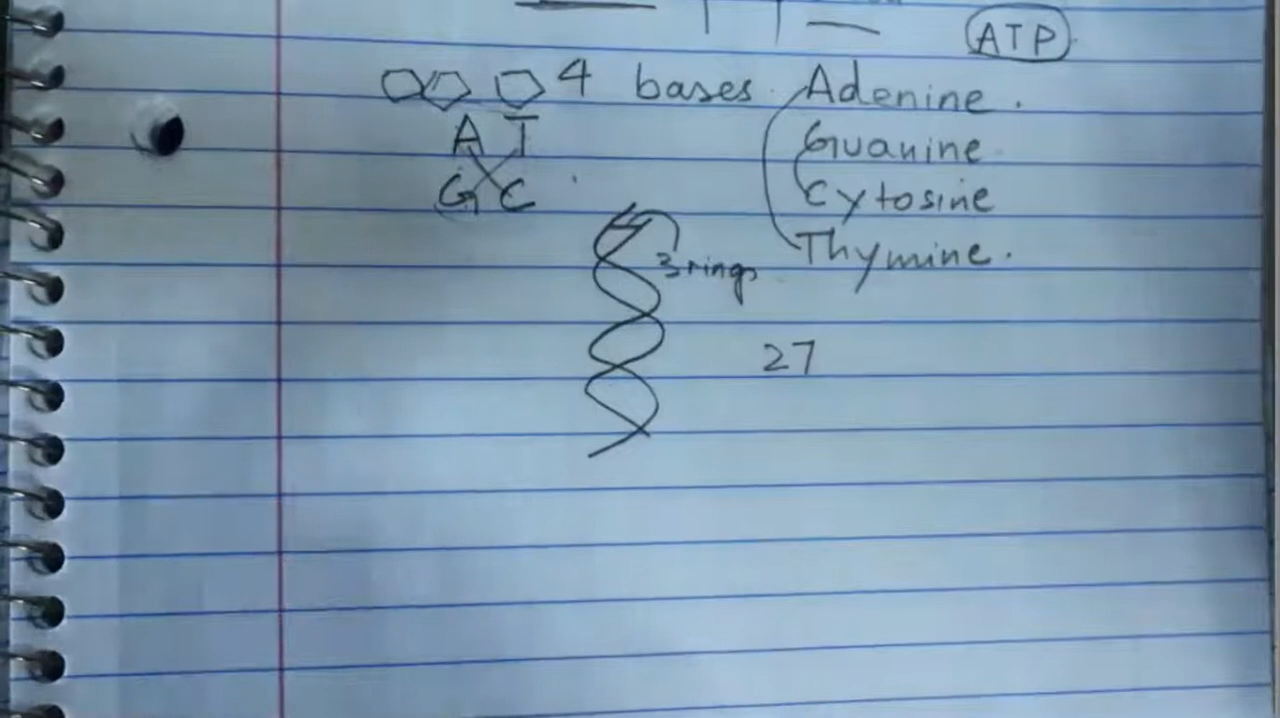 ATP
4 bases. Adenine.
A T Guanine
G C Cytosine
3 rings Thymine.
27